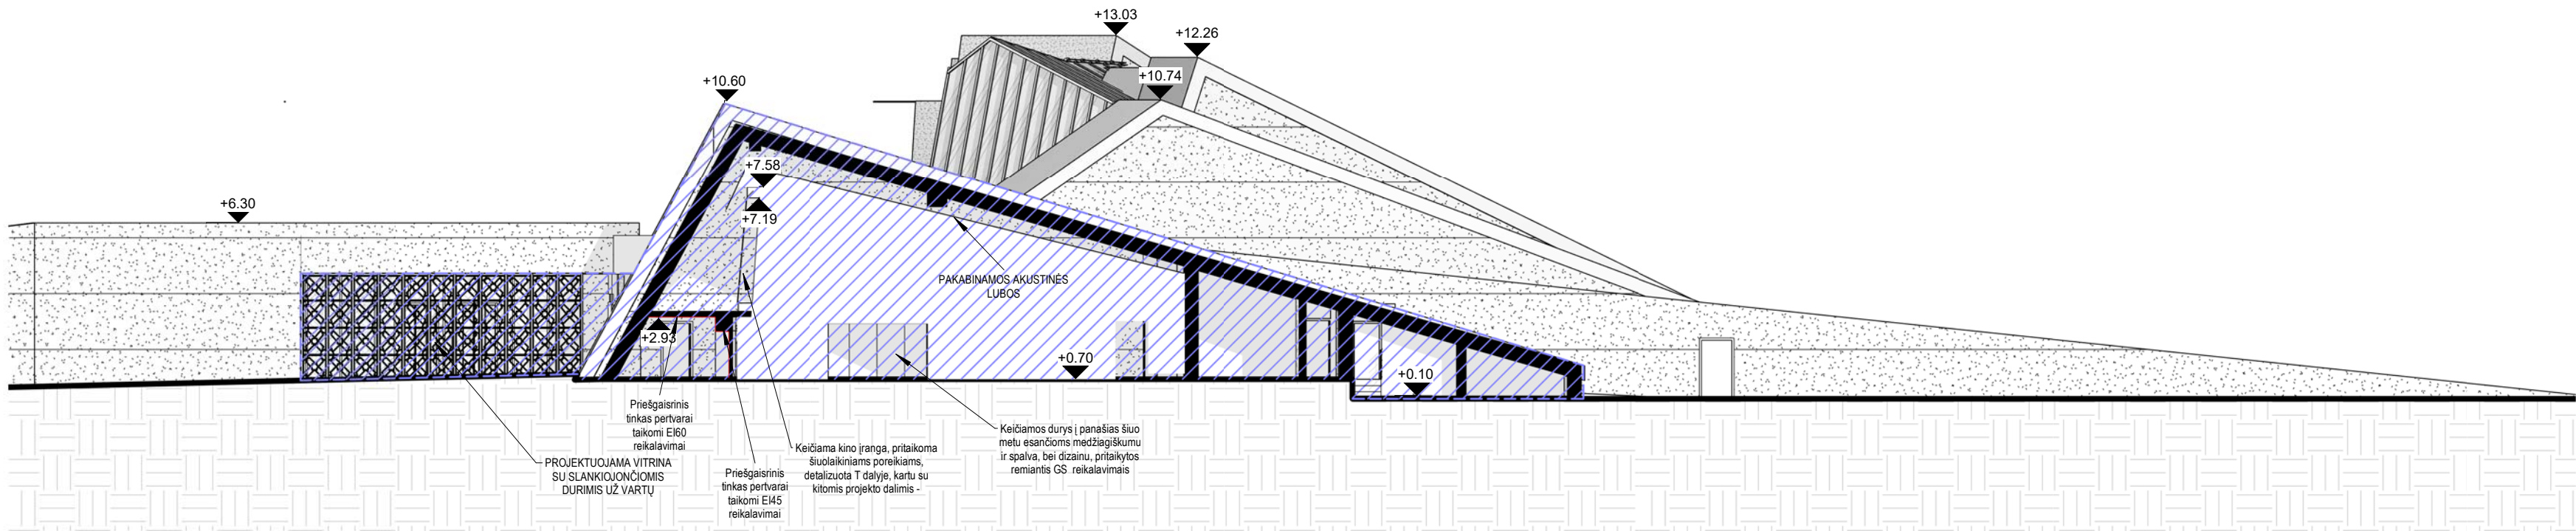 +13.03
+12.26
+10.74
+10.60
+7.58
+7.19
+6.30
PAKABINAMOS AKUSTINĖS
LUBOS
+2.93
+0.70
+0.10
Priešgaisrinis
tinkas pertvarai
taikomi EI60
reikalavimai
PROJEKTUOJAMA VITRINA
SU SLANKIOJONČIOMIS
DURIMIS UŽ VARTŲ
Priešgaisrinis
tinkas pertvarai
taikomi EI45
reikalavimai
Keičiama kino įranga, pritaikoma
šiuolaikiniams poreikiams,
detalizuota T dalyje, kartu su
kitomis projekto dalimis -
Keičiamos durys į panašias šiuo
metu esančioms medžiagiškumu
ir spalva, bei dizainu, pritaikytos
remiantis GS reikalavimais